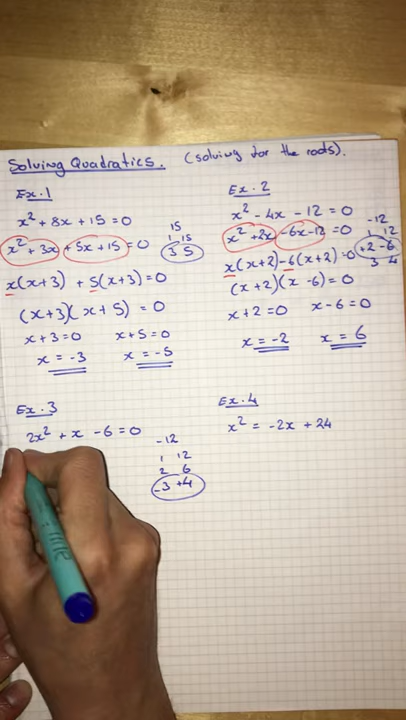 Solving Quadratics. (solving for the roots).
Ex.1
x² + 8x + 15 = 0
15
1 15
3 5
x² + 3x + 5x + 15 = 0
x(x+3) + 5(x+3) = 0
(x+3)(x+5) = 0
x+3=0 x+5=0
x = -3 x = -5
Ex.2
x² - 4x - 12 = 0
-12
1 12
+2 -6
3 4
x² + 2x - 6x - 12 = 0
x(x+2) - 6(x+2) = 0
(x+2)(x-6) = 0
x+2=0 x-6=0
x = -2 x = 6
Ex.3
2x² + x - 6 = 0
-12
1 12
2 6
-3 +4
Ex.4
x² = -2x + 24